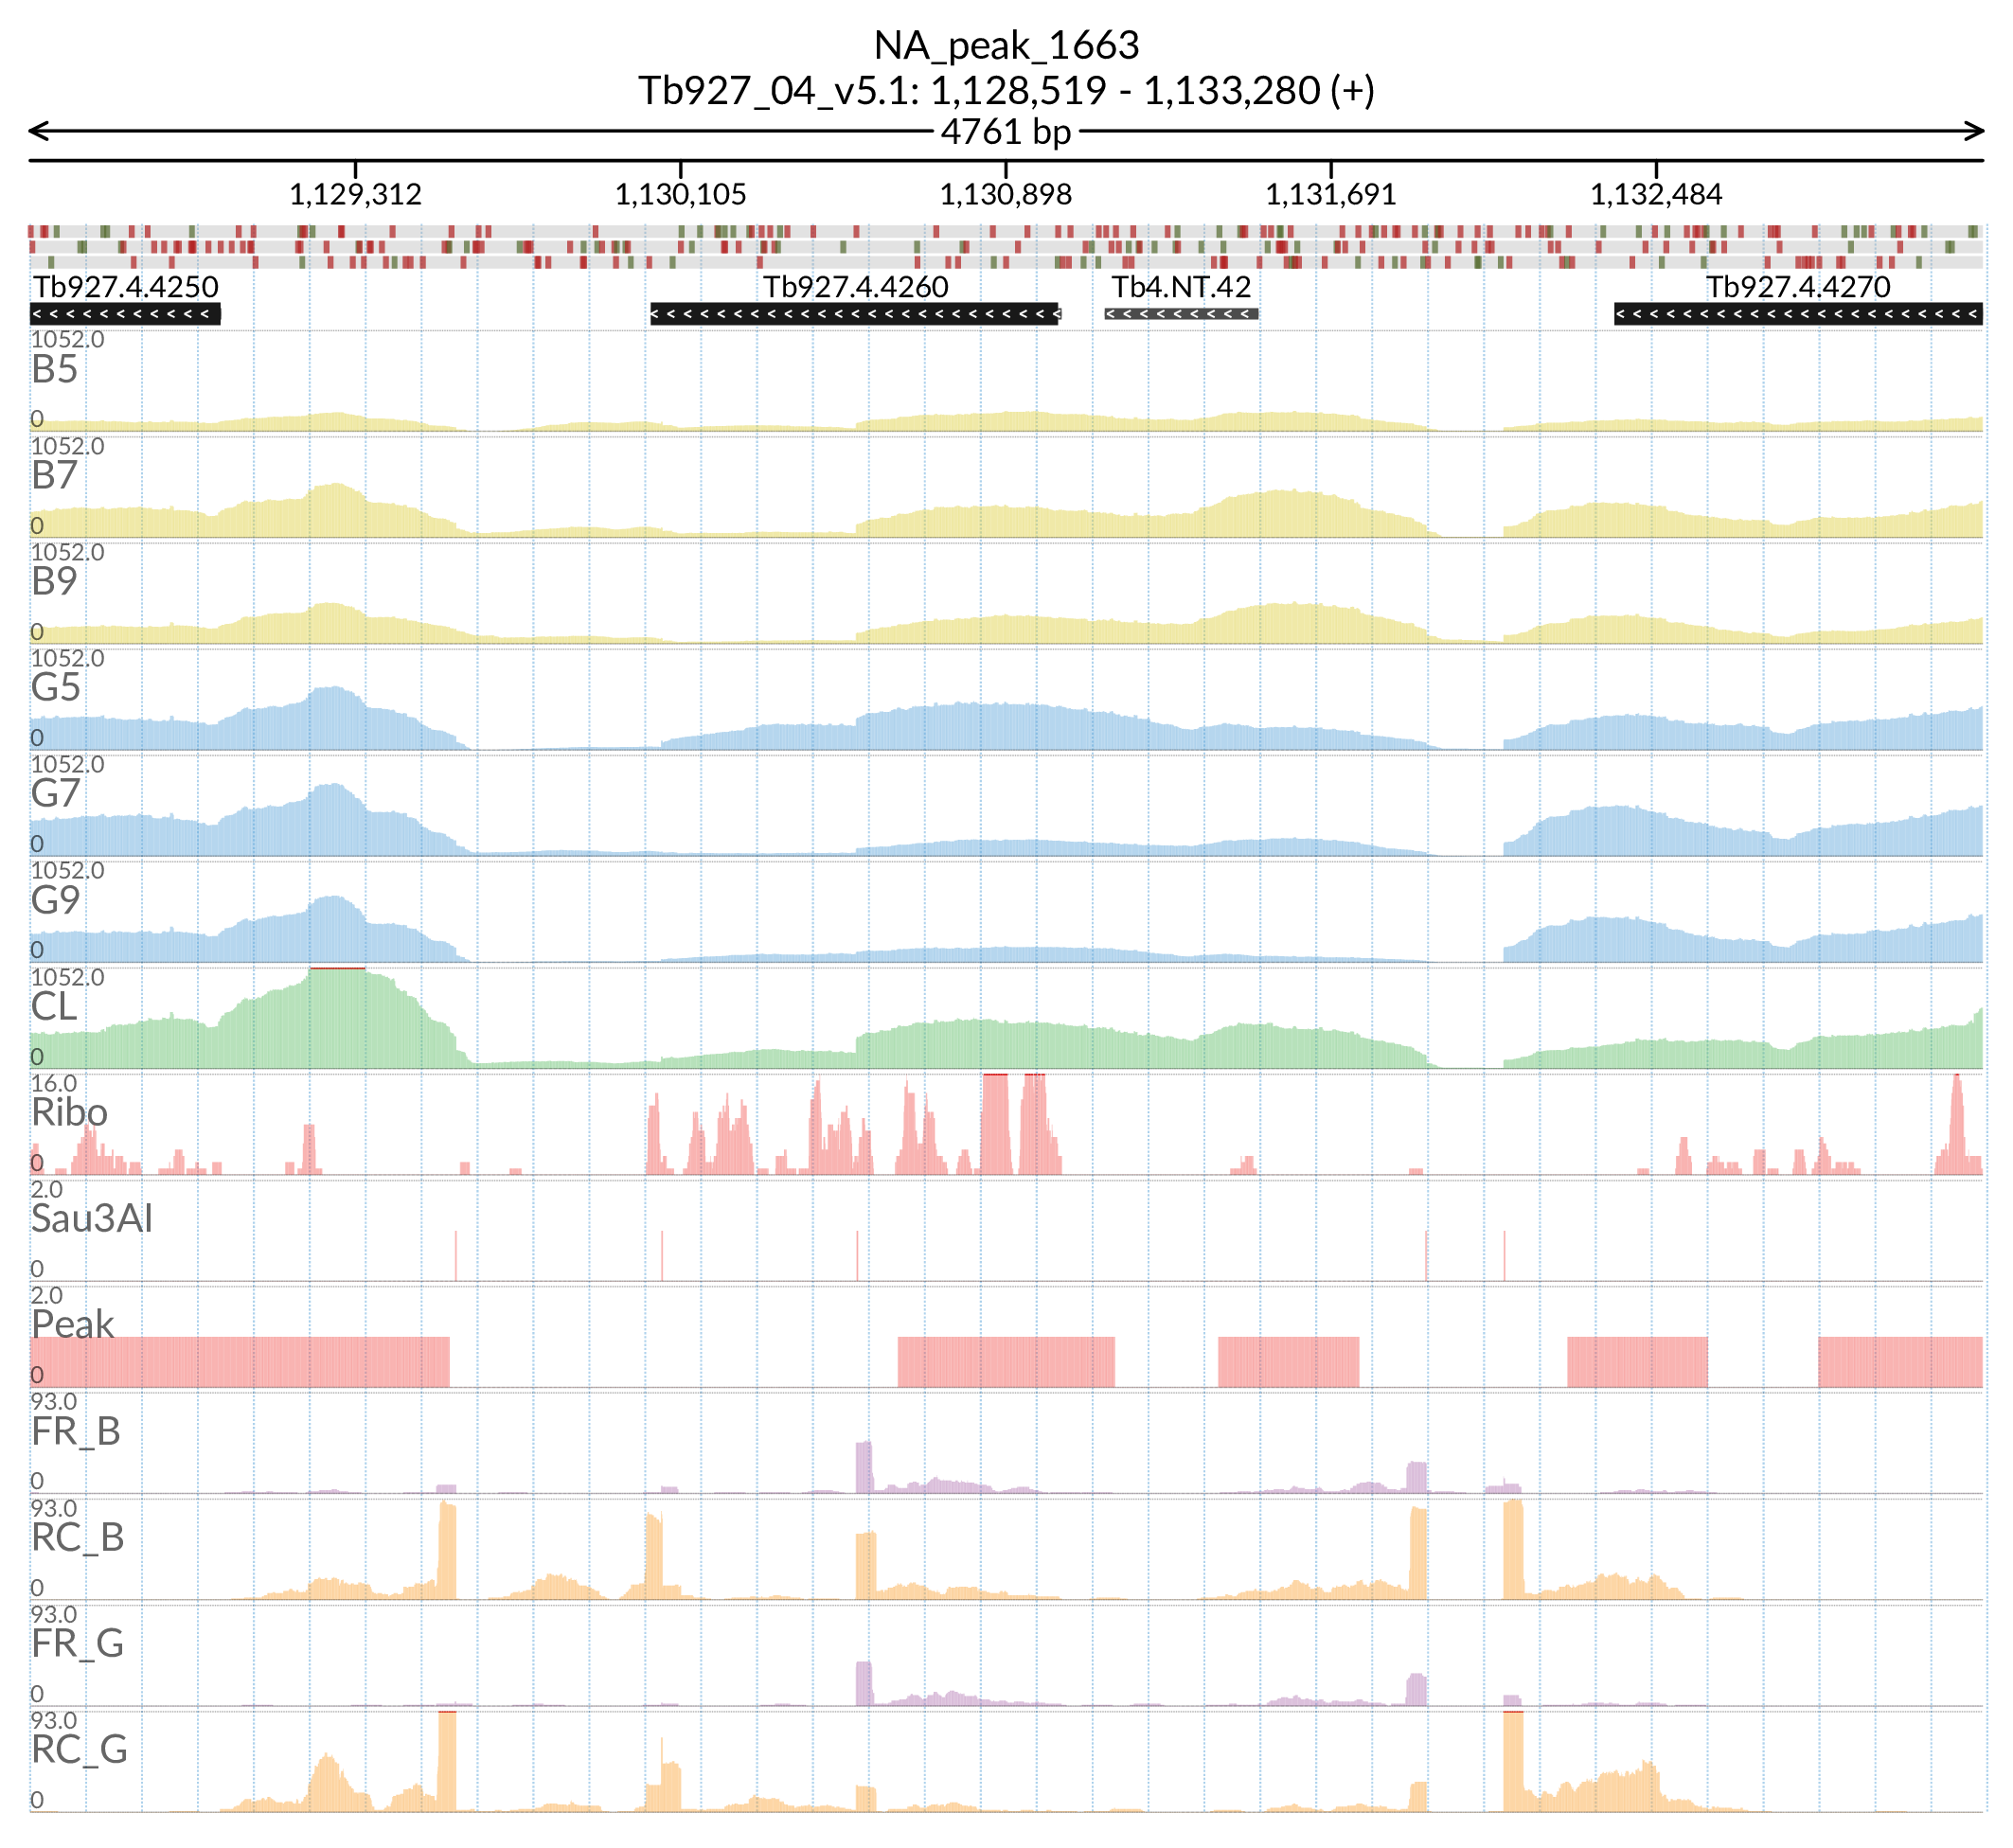 NA_peak_1663
Tb927_04_v5.1: 1,128,519 - 1,133,280 (+)
4761 bp
1,129,312 1,130,105 1,130,898 1,131,691 1,132,484
Tb927.4.4250 Tb927.4.4260 Tb4.NT.42 Tb927.4.4270
1052.0
B5
0
1052.0
B7
0
1052.0
B9
0
1052.0
G5
0
1052.0
G7
0
1052.0
G9
0
1052.0
CL
0
16.0
Ribo
0
2.0
Sau3AI
0
2.0
Peak
0
93.0
FR_B
0
93.0
RC_B
0
93.0
FR_G
0
93.0
RC_G
0